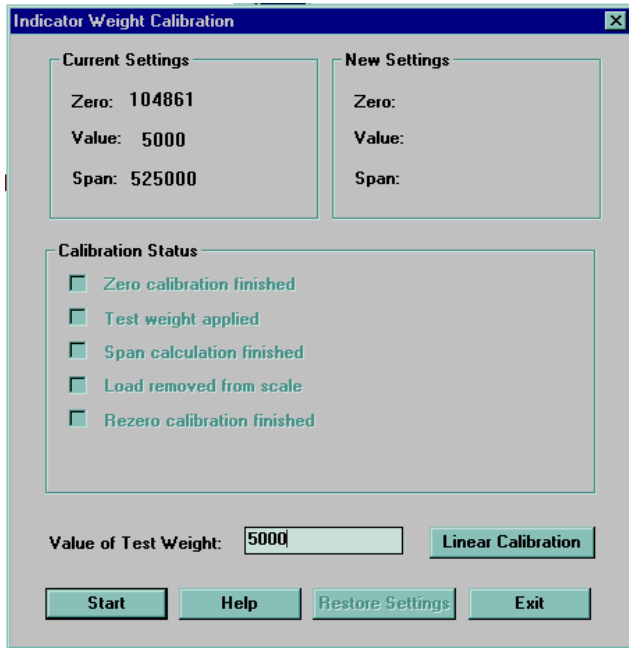 Indicator Weight Calibration
Current Settings
Zero: 104861
Value: 5000
Span: 525000
New Settings
Zero:
Value:
Span:
Calibration Status
Zero calibration finished
Test weight applied
Span calculation finished
Load removed from scale
Rezero calibration finished
Value of Test Weight: 5000
Linear Calibration
Start Help Restore Settings Exit